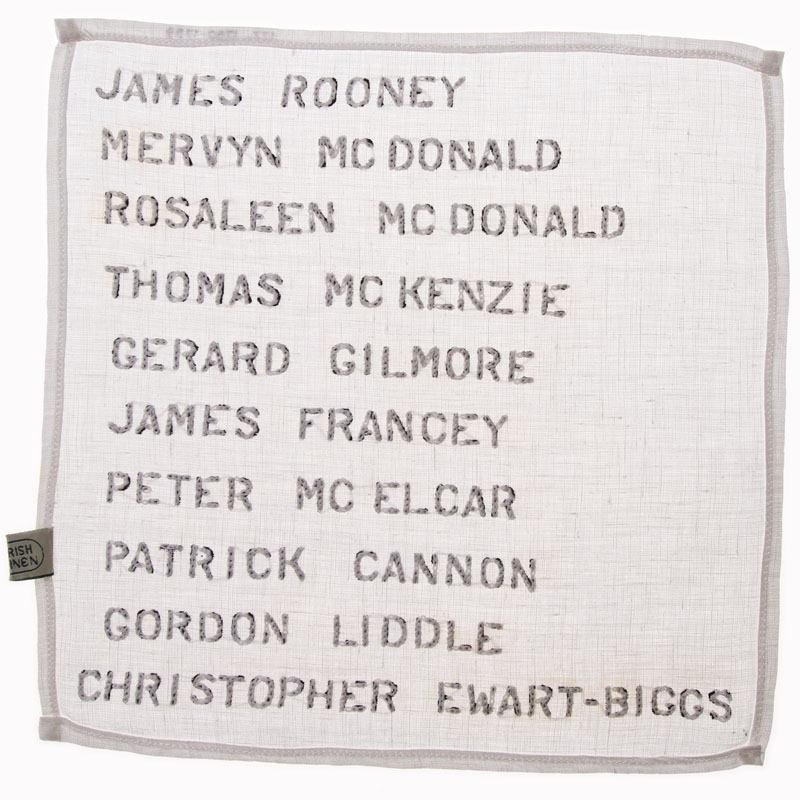 JAMES ROONEY
MERVYN MC DONALD
ROSALEEN MC DONALD
THOMAS MC KENZIE
GERARD GILMORE
JAMES FRANCEY
PETER MC ELCAR
PATRICK CANNON
GORDON LIDDLE
CHRISTOPHER EWART-BIGGS